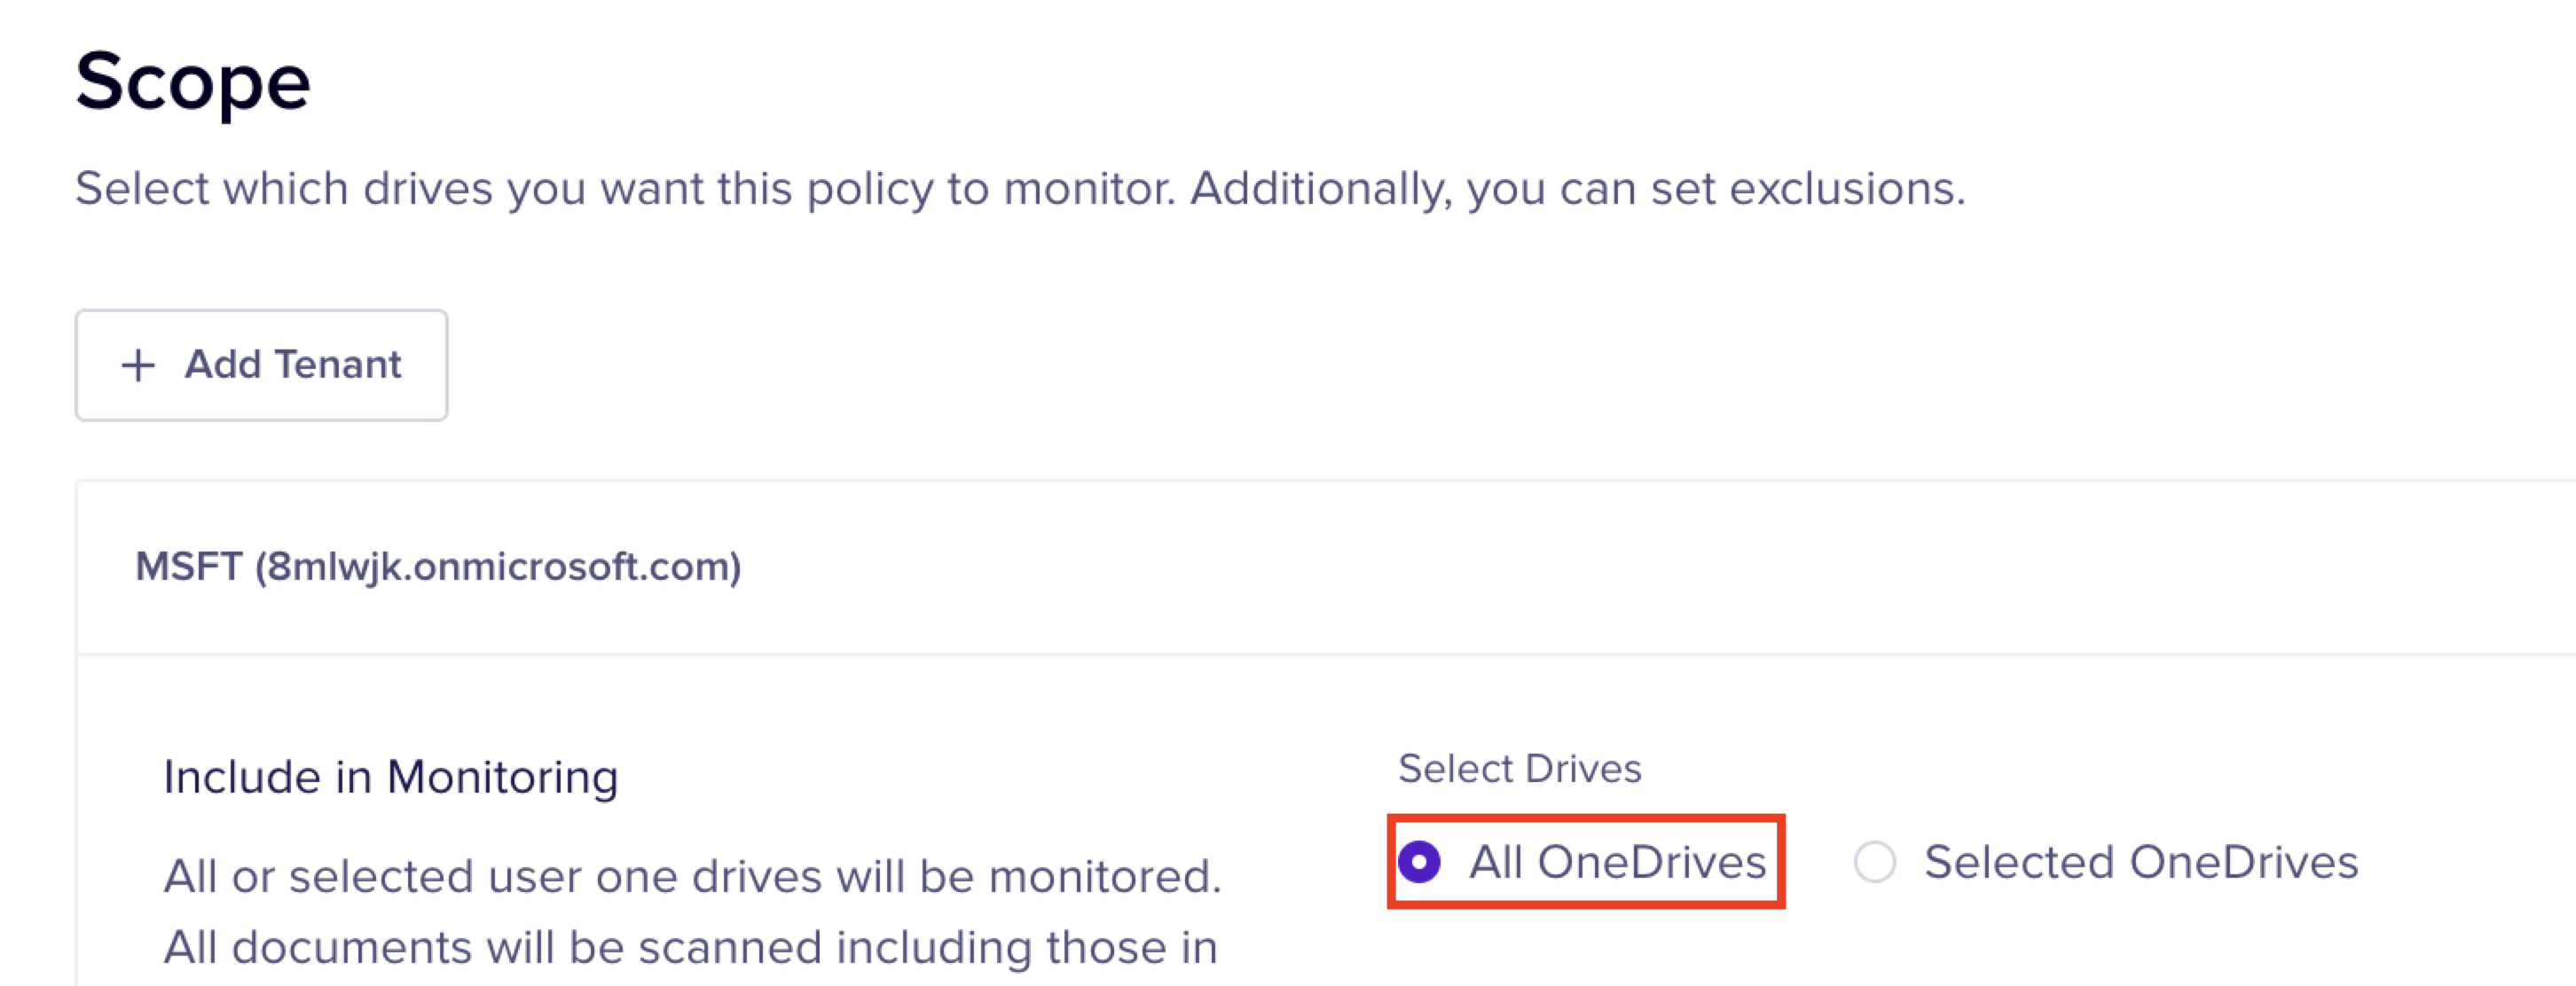 Scope
Select which drives you want this policy to monitor. Additionally, you can set exclusions.
+ Add Tenant
MSFT (8mlwjk.onmicrosoft.com)
Include in Monitoring
All or selected user one drives will be monitored.
All documents will be scanned including those in
Select Drives
All OneDrives
Selected OneDrives